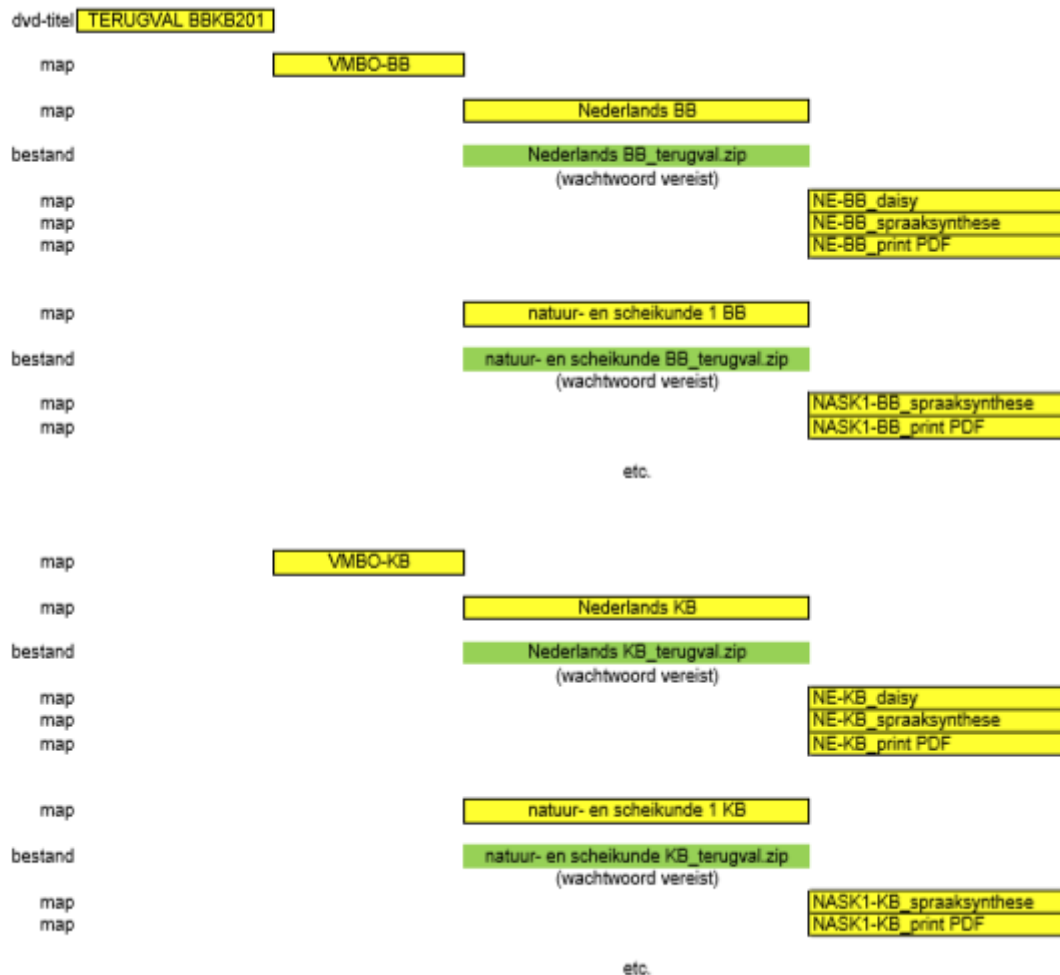 dvd-titel TERUGVAL BBKB201
map VMBO-BB
map Nederlands BB
bestand Nederlands BB_terugval.zip
(wachtwoord vereist)
map NE-BB_daisy
map NE-BB_spraaksynthese
map NE-BB_print PDF
map natuur- en scheikunde 1 BB
bestand natuur- en scheikunde BB_terugval.zip
(wachtwoord vereist)
map NASK1-BB_spraaksynthese
map NASK1-BB_print PDF
etc.
map VMBO-KB
map Nederlands KB
bestand Nederlands KB_terugval.zip
(wachtwoord vereist)
map NE-KB_daisy
map NE-KB_spraaksynthese
map NE-KB_print PDF
map natuur- en scheikunde 1 KB
bestand natuur- en scheikunde KB_terugval.zip
(wachtwoord vereist)
map NASK1-KB_spraaksynthese
map NASK1-KB_print PDF
etc.